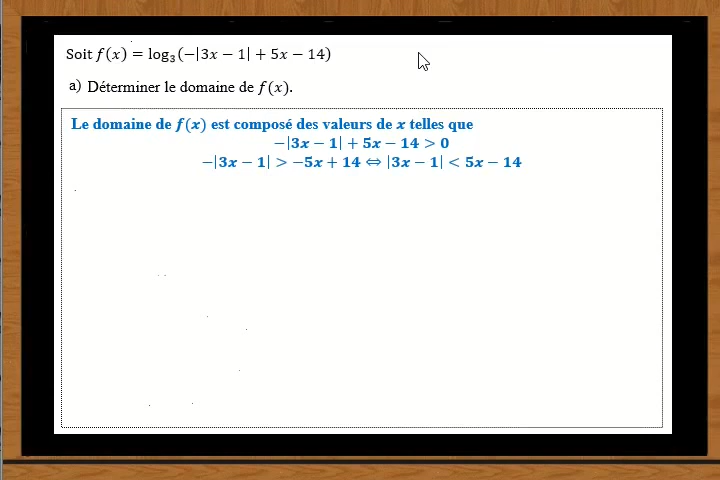 Soit f(x) = log₃(−|3x − 1| + 5x − 14)
a) Déterminer le domaine de f(x).
Le domaine de f(x) est composé des valeurs de x telles que
−|3x − 1| + 5x − 14 > 0
−|3x − 1| > −5x + 14 ⇔ |3x − 1| < 5x − 14